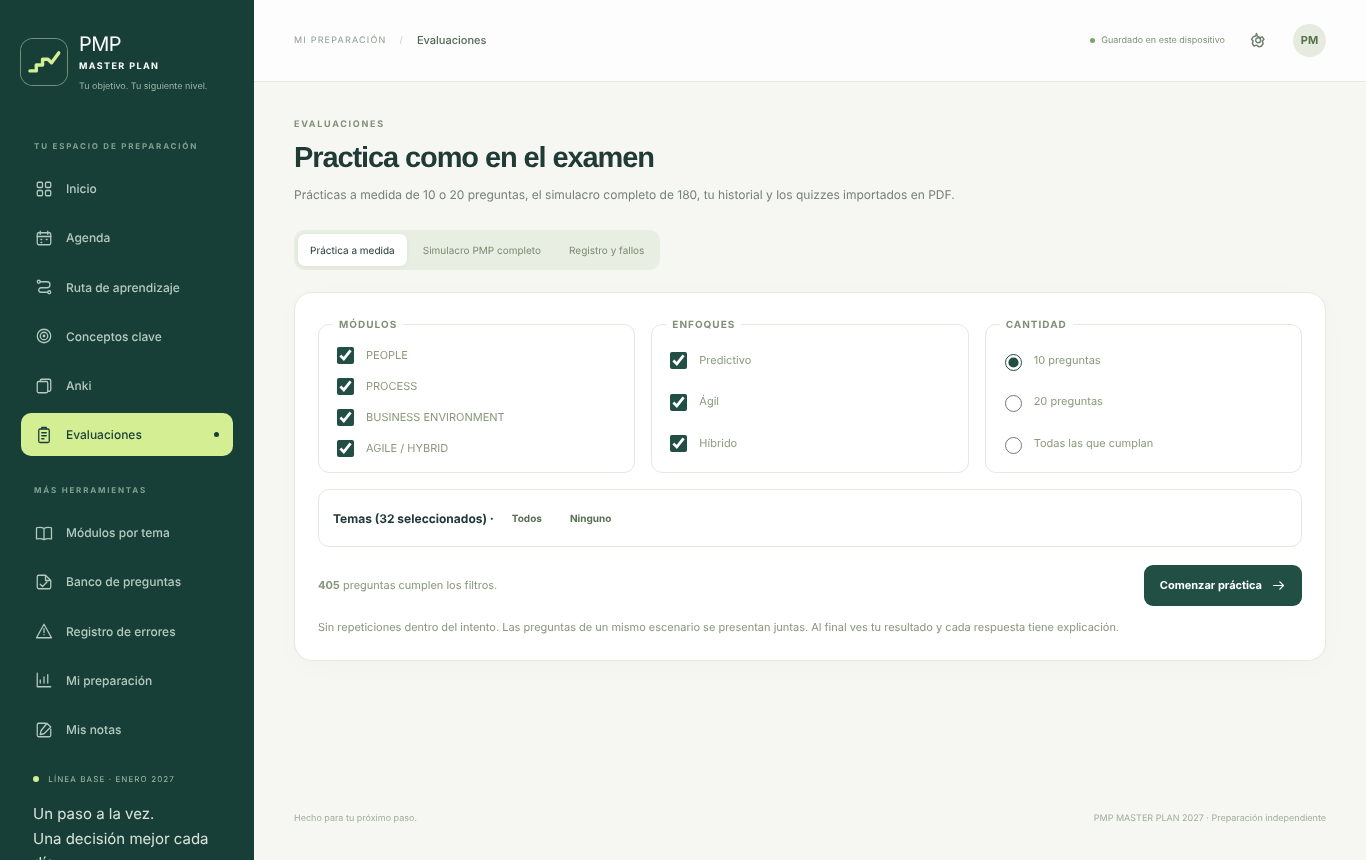 PMP
MASTER PLAN
Tu objetivo. Tu siguiente nivel.
TU ESPACIO DE PREPARACIÓN
Inicio
Agenda
Ruta de aprendizaje
Conceptos clave
Anki
Evaluaciones
MÁS HERRAMIENTAS
Módulos por tema
Banco de preguntas
Registro de errores
Mi preparación
Mis notas
LÍNEA BASE · ENERO 2027
Un paso a la vez.
Una decisión mejor cada
MI PREPARACIÓN / Evaluaciones
Guardado en este dispositivo
PM
EVALUACIONES
Practica como en el examen
Prácticas a medida de 10 o 20 preguntas, el simulacro completo de 180, tu historial y los quizzes importados en PDF.
Práctica a medida
Simulacro PMP completo
Registro y fallos
MÓDULOS
PEOPLE
PROCESS
BUSINESS ENVIRONMENT
AGILE / HYBRID
ENFOQUES
Predictivo
Ágil
Híbrido
CANTIDAD
10 preguntas
20 preguntas
Todas las que cumplan
Temas (32 seleccionados) · Todos Ninguno
405 preguntas cumplen los filtros.
Comenzar práctica →
Sin repeticiones dentro del intento. Las preguntas de un mismo escenario se presentan juntas. Al final ves tu resultado y cada respuesta tiene explicación.
Hecho para tu próximo paso.
PMP MASTER PLAN 2027 · Preparación independiente